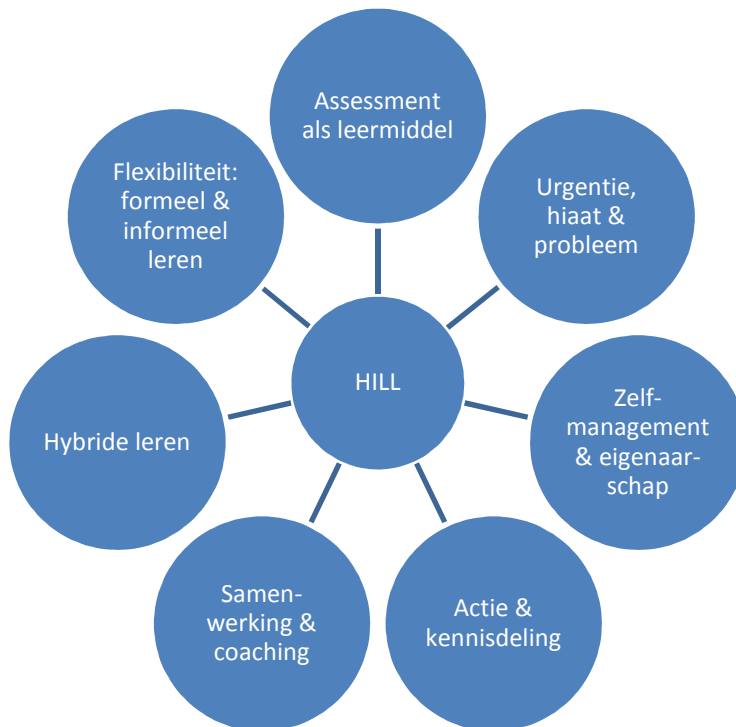 Assessment
als leermiddel
Urgentie,
hiaat &
probleem
Zelf-
management
& eigenaar-
schap
Actie &
kennisdeling
Samen-
werking &
coaching
Hybride leren
Flexibiliteit:
formeel &
informeel
leren
HILL